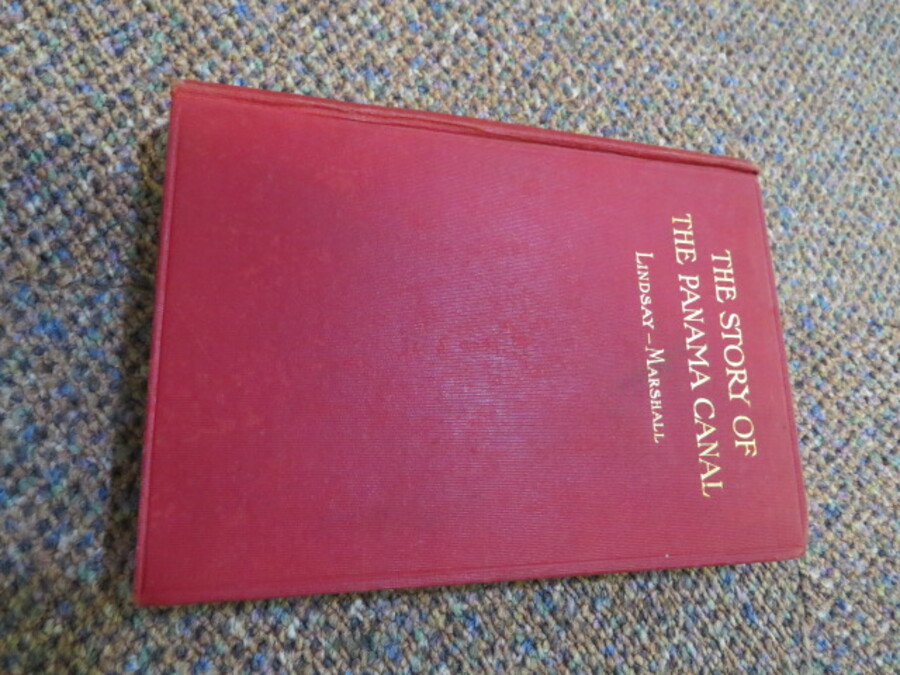 THE STORY OF
THE PANAMA CANAL
LINDSAY – MARSHALL